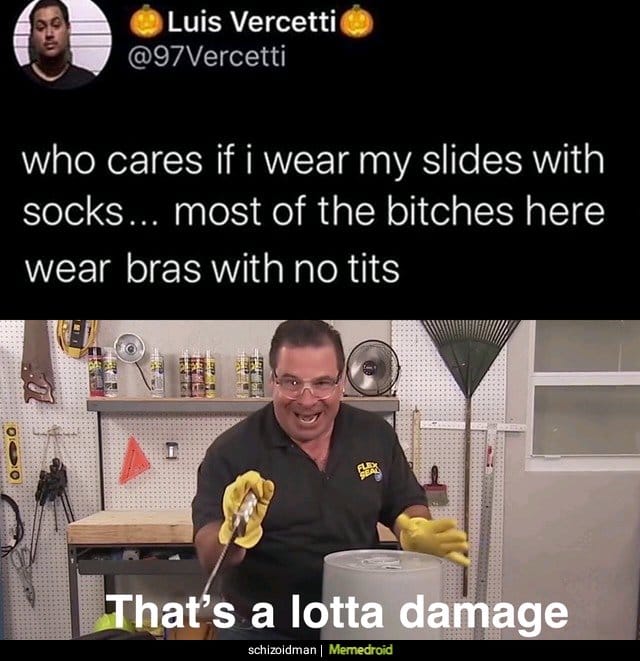 🎃Luis Vercetti🎃
@97Vercetti
who cares if i wear my slides with
socks... most of the bitches here
wear bras with no tits
FLEX
SEAL
That's a lotta damage
schizoidman | Memedroid